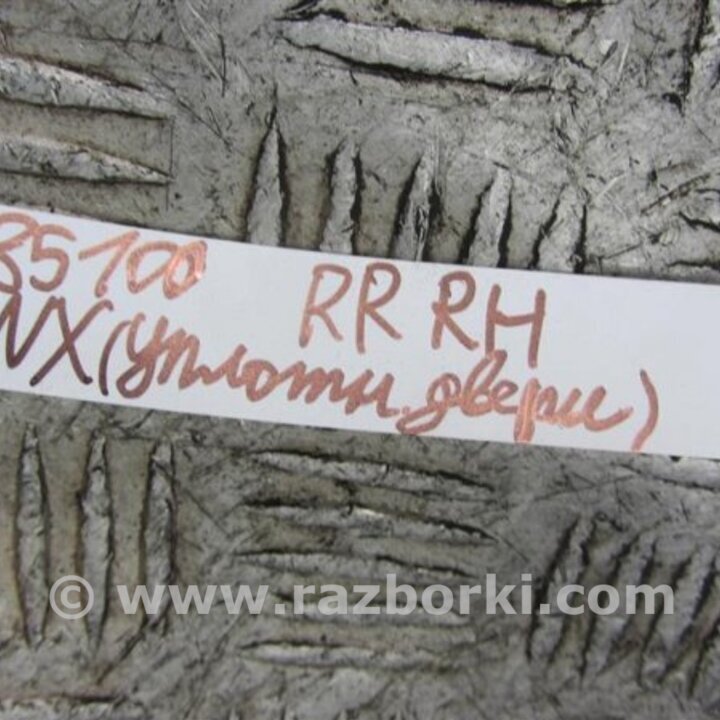 35100 RR RH
NX (уплотн. двери)
© www.razborki.com